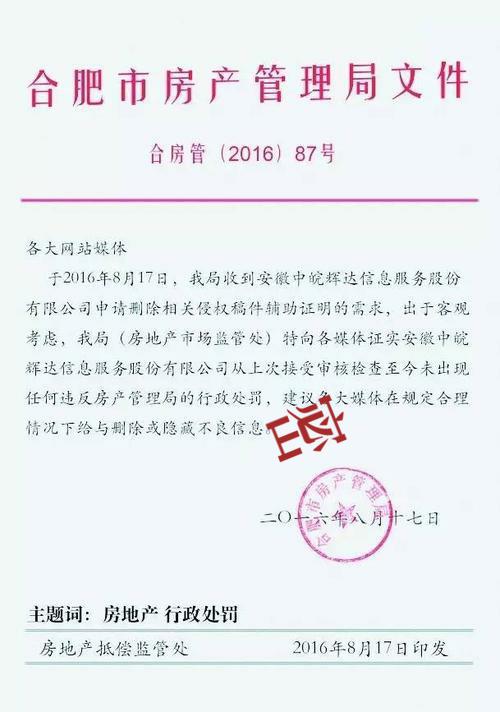 合肥市房产管理局文件
合房管（2016）87号
各大网站媒体
于2016年8月17日，我局收到安徽中皖辉达信息服务股份
有限公司申请删除相关侵权稿件辅助证明的需求，出于客观
考虑，我局（房地产市场监管处）特向各媒体证实安徽中皖
辉达信息服务股份有限公司从上次接受审核检查至今未出现
任何违反房产管理局的行政处罚，建议各大媒体在规定合理
情况下给与删除或隐藏不良信息。
合肥市房产管理局
二〇一六年八月十七日
主题词：房地产 行政处罚
房地产抵偿监管处 2016年8月17日印发